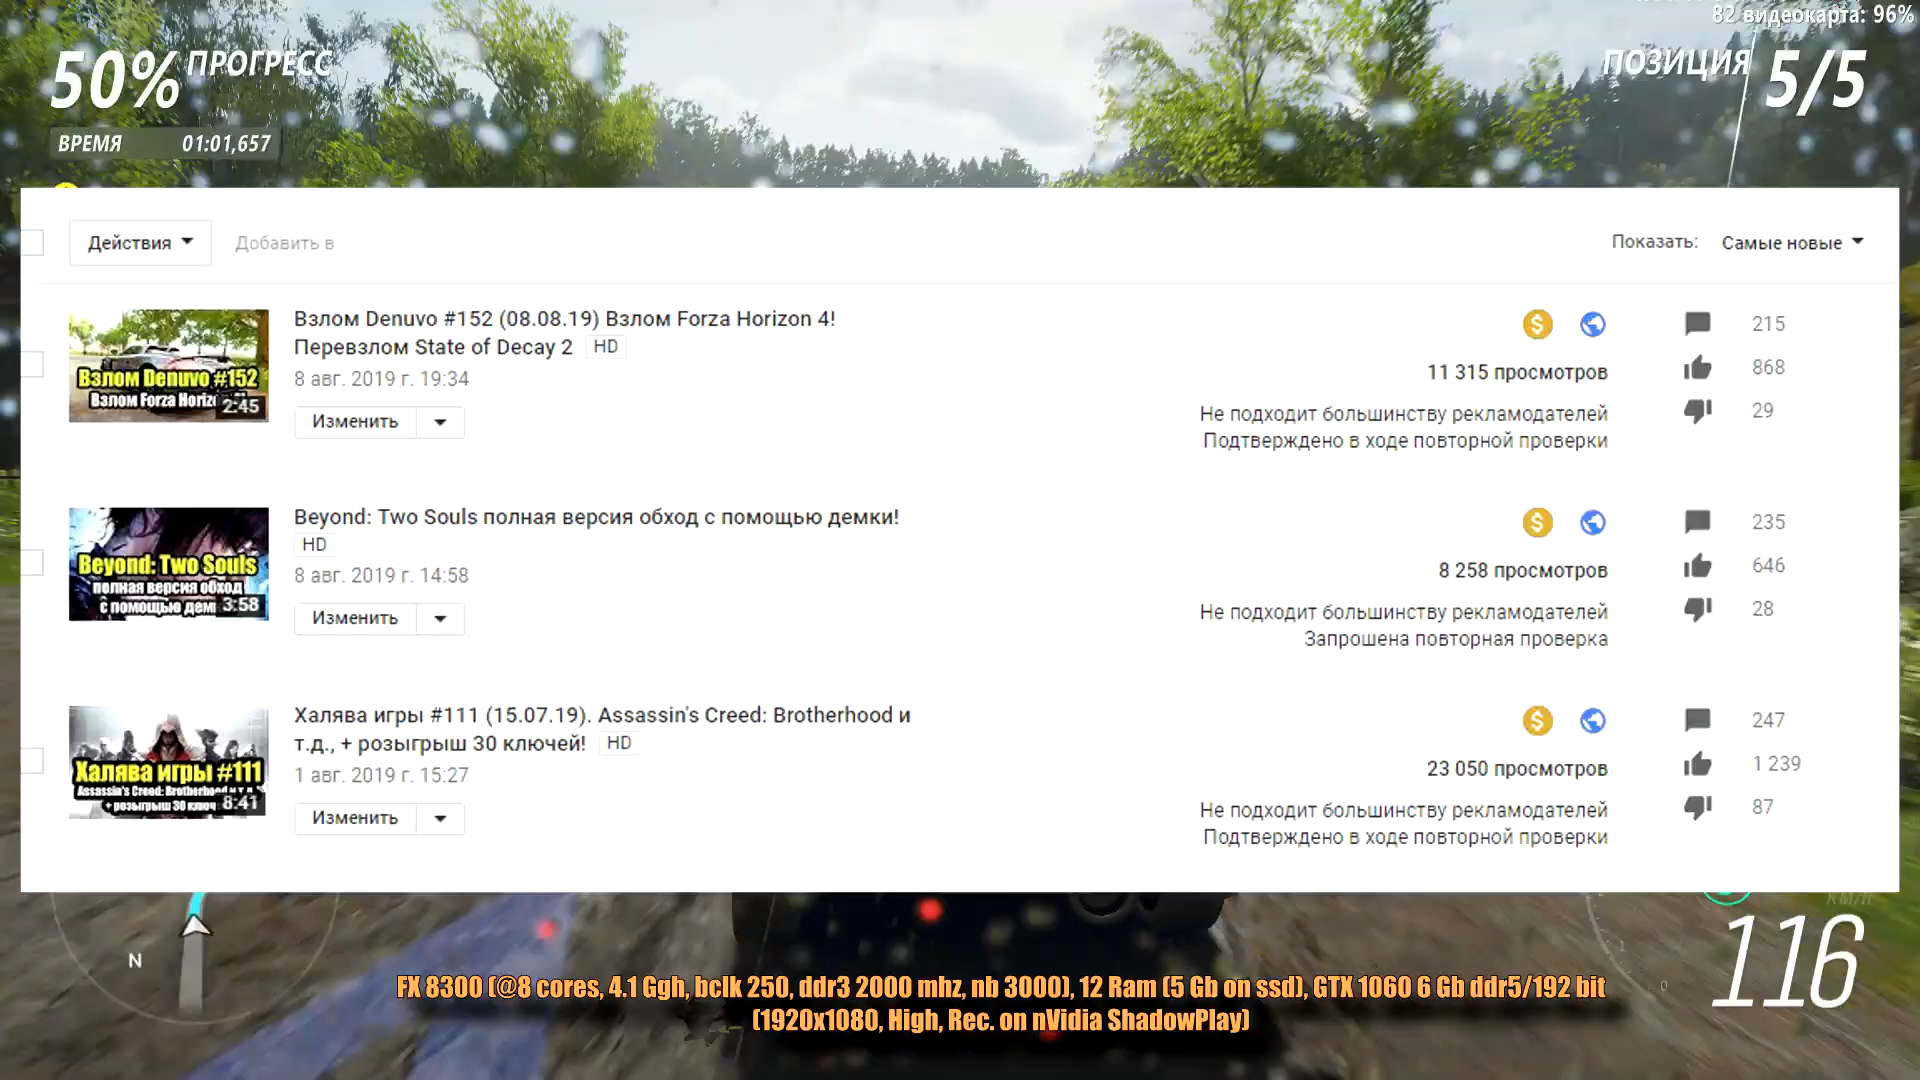 82 видеокарта: 96%
50% ПРОГРЕСС
ПОЗИЦИЯ 5/5
ВРЕМЯ 01:01,657
Действия
Добавить в
Показать: Самые новые
Взлом Denuvo #152 (08.08.19) Взлом Forza Horizon 4!
Перевзлом State of Decay 2 HD
8 авг. 2019 г. 19:34
Изменить
Взлом Denuvo #152
Взлом Forza
2:45
11 315 просмотров
Не подходит большинству рекламодателей
Подтверждено в ходе повторной проверки
215
868
29
Beyond: Two Souls полная версия обход с помощью демки!
HD
8 авг. 2019 г. 14:58
Изменить
Beyond: Two Souls
полная версия обход
с помощью
3:58
8 258 просмотров
Не подходит большинству рекламодателей
Запрошена повторная проверка
235
646
28
Халява игры #111 (15.07.19). Assassin's Creed: Brotherhood и
т.д., + розыгрыш 30 ключей! HD
1 авг. 2019 г. 15:27
Изменить
Халява игры #111
Assassin's Creed: Brotherhood и т.д.,
+ розыгрыш 30
8:41
23 050 просмотров
Не подходит большинству рекламодателей
Подтверждено в ходе повторной проверки
247
1 239
87
N
116
FX 8300 (@8 cores, 4.1 Ggh, bclk 250, ddr3 2000 mhz, nb 3000), 12 Ram (5 Gb on ssd), GTX 1060 6 Gb ddr5/192 bit
(1920x1080, High, Rec. on nVidia ShadowPlay)